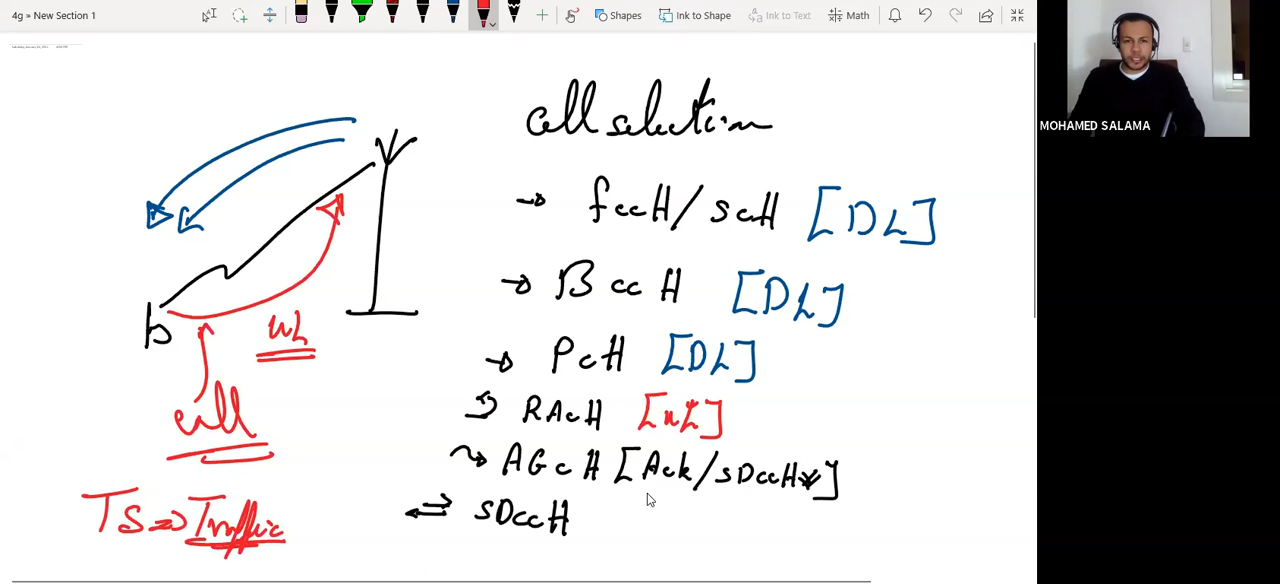 4g » New Section 1
Shapes
Ink to Shape
Ink to Text
Math
MOHAMED SALAMA
cell selection
fccH / scH [DL]
BccH [DL]
PcH [DL]
RAcH [UL]
AGcH [Ack/SDccH]
SDccH
UL
call
TS => Traffic